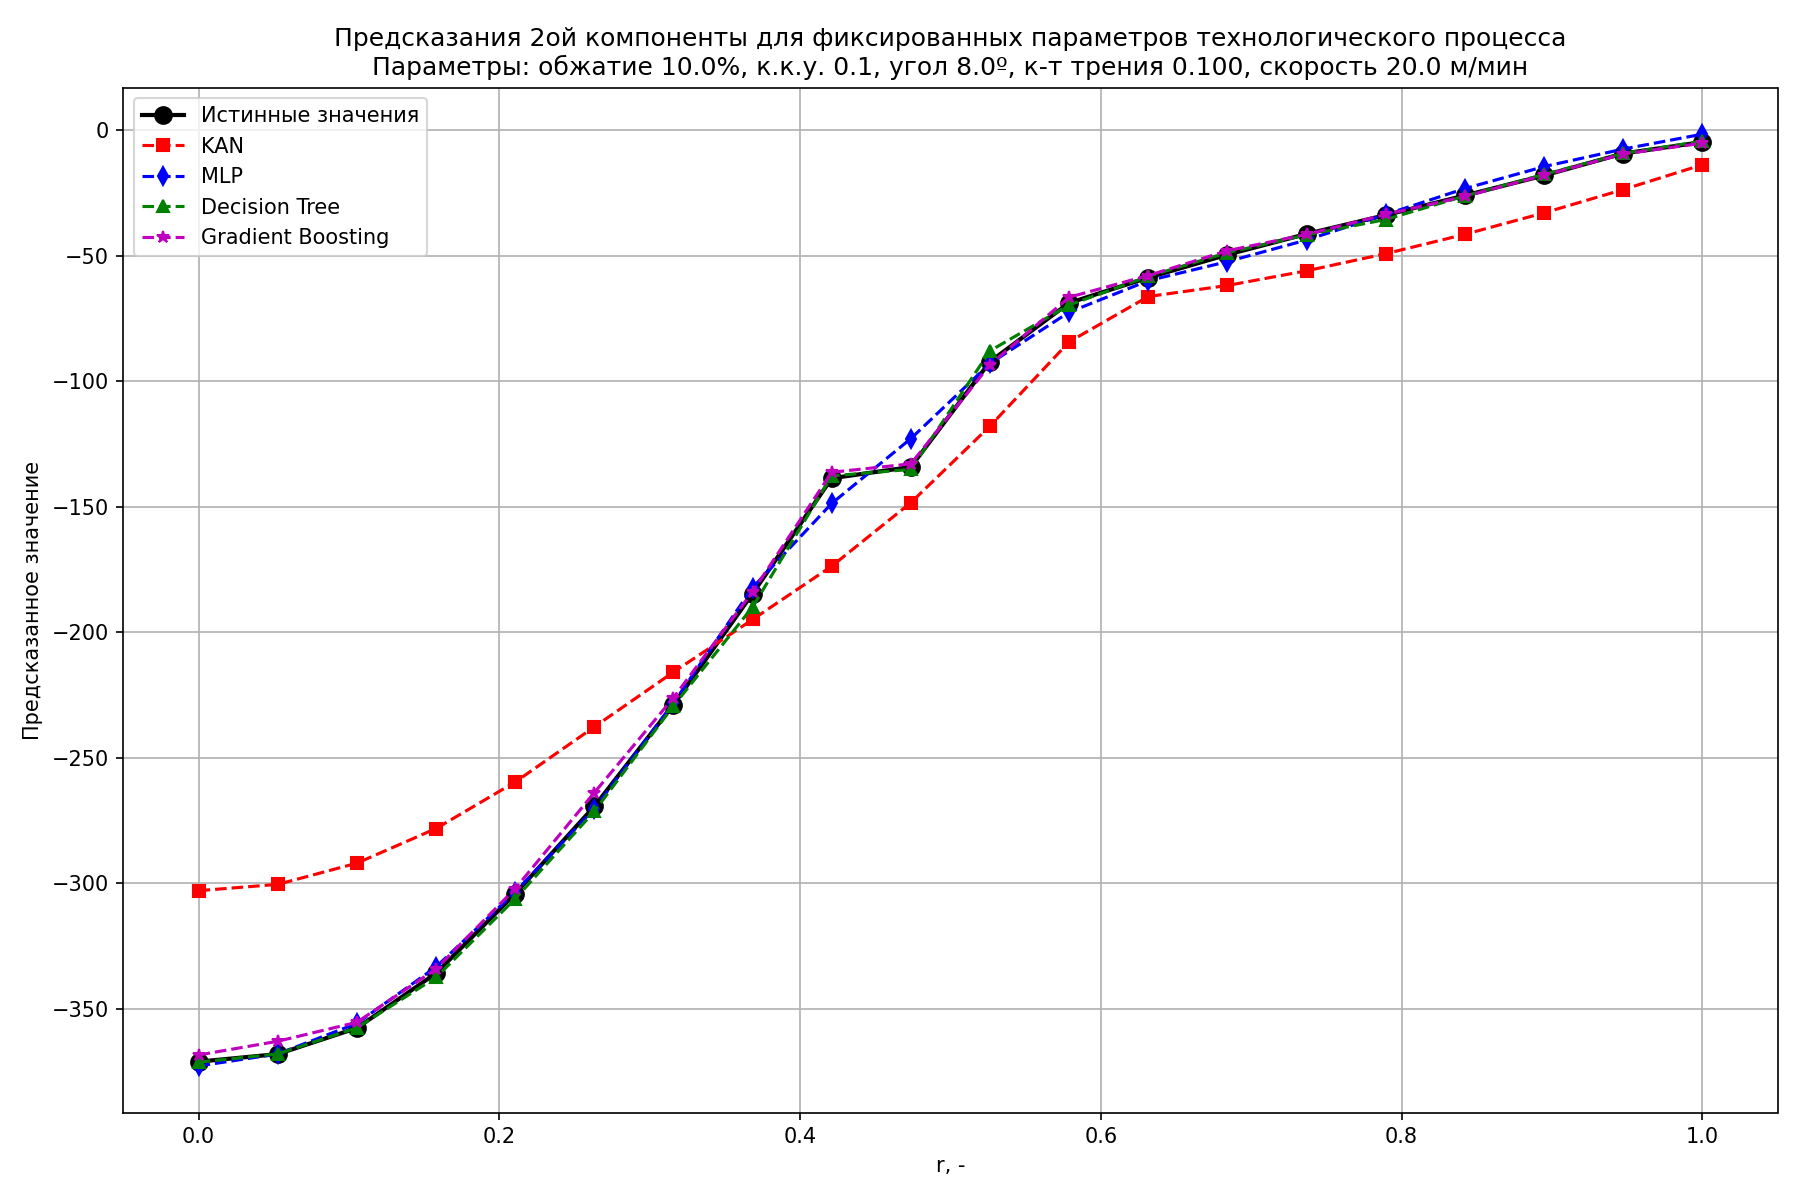 Предсказания 2ой компоненты для фиксированных параметров технологического процесса
Параметры: обжатие 10.0%, к.к.у. 0.1, угол 8.0º, к-т трения 0.100, скорость 20.0 м/мин
Истинные значения
KAN
MLP
Decision Tree
Gradient Boosting
Предсказанное значение
0
−50
−100
−150
−200
−250
−300
−350
0.0
0.2
0.4
0.6
0.8
1.0
r, -